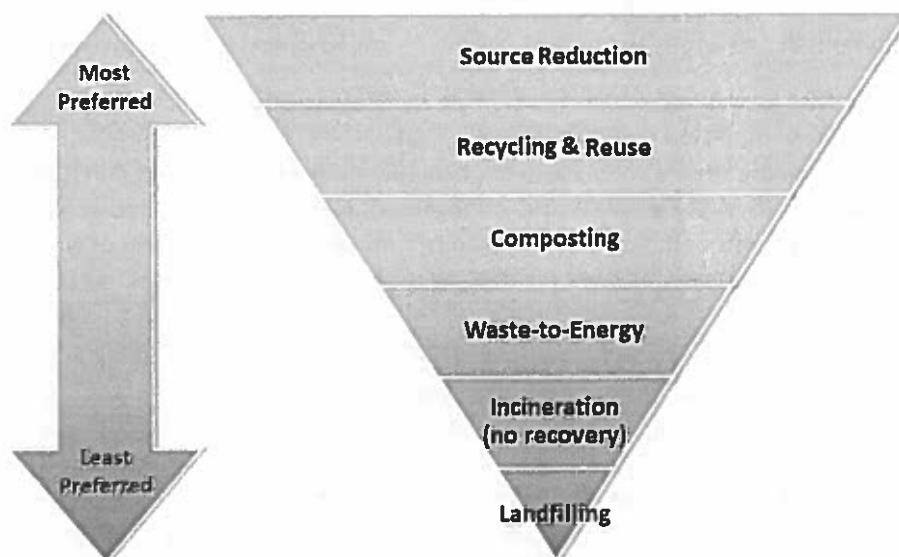 Most
Preferred
Source Reduction
Recycling & Reuse
Composting
Waste-to-Energy
Incineration
(no recovery)
Least
Preferred
Landfilling